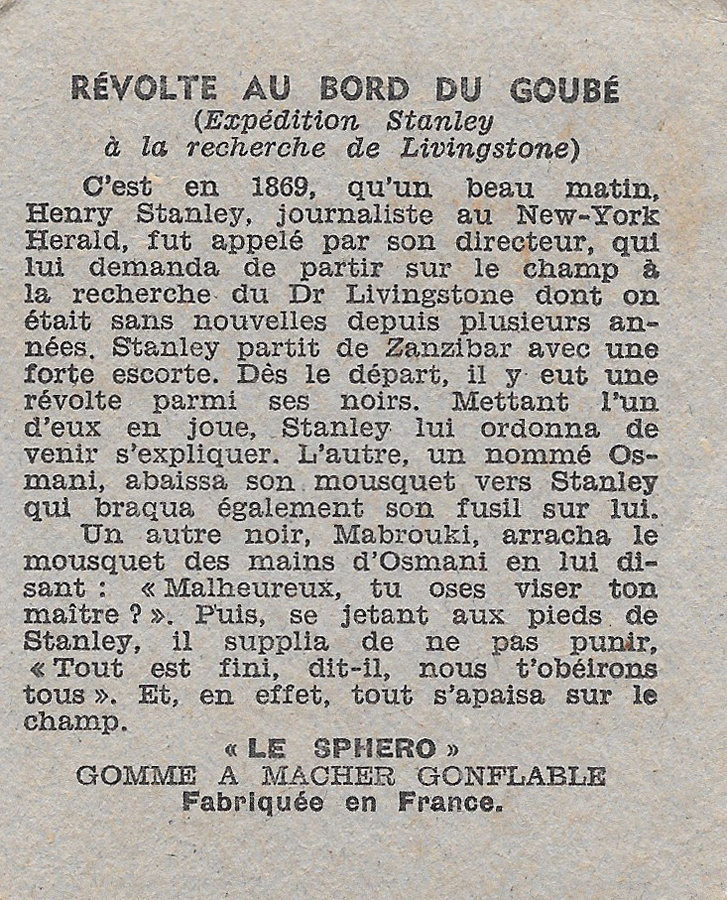 RÉVOLTE AU BORD DU GOUBÉ
(Expédition Stanley
à la recherche de Livingstone)
C'est en 1869, qu'un beau matin,
Henry Stanley, journaliste au New-York
Herald, fut appelé par son directeur, qui
lui demanda de partir sur le champ à
la recherche du Dr Livingstone dont on
était sans nouvelles depuis plusieurs an-
nées. Stanley partit de Zanzibar avec une
forte escorte. Dès le départ, il y eut une
révolte parmi ses noirs. Mettant l'un
d'eux en joue, Stanley lui ordonna de
venir s'expliquer. L'autre, un nommé Os-
mani, abaissa son mousquet vers Stanley
qui braqua également son fusil sur lui.
Un autre noir, Mabrouki, arracha le
mousquet des mains d'Osmani en lui di-
sant : « Malheureux, tu oses viser ton
maître ? ». Puis, se jetant aux pieds de
Stanley, il supplia de ne pas punir,
« Tout est fini, dit-il, nous t'obéirons
tous ». Et, en effet, tout s'apaisa sur le
champ.
« LE SPHERO »
GOMME A MACHER GONFLABLE
Fabriquée en France.